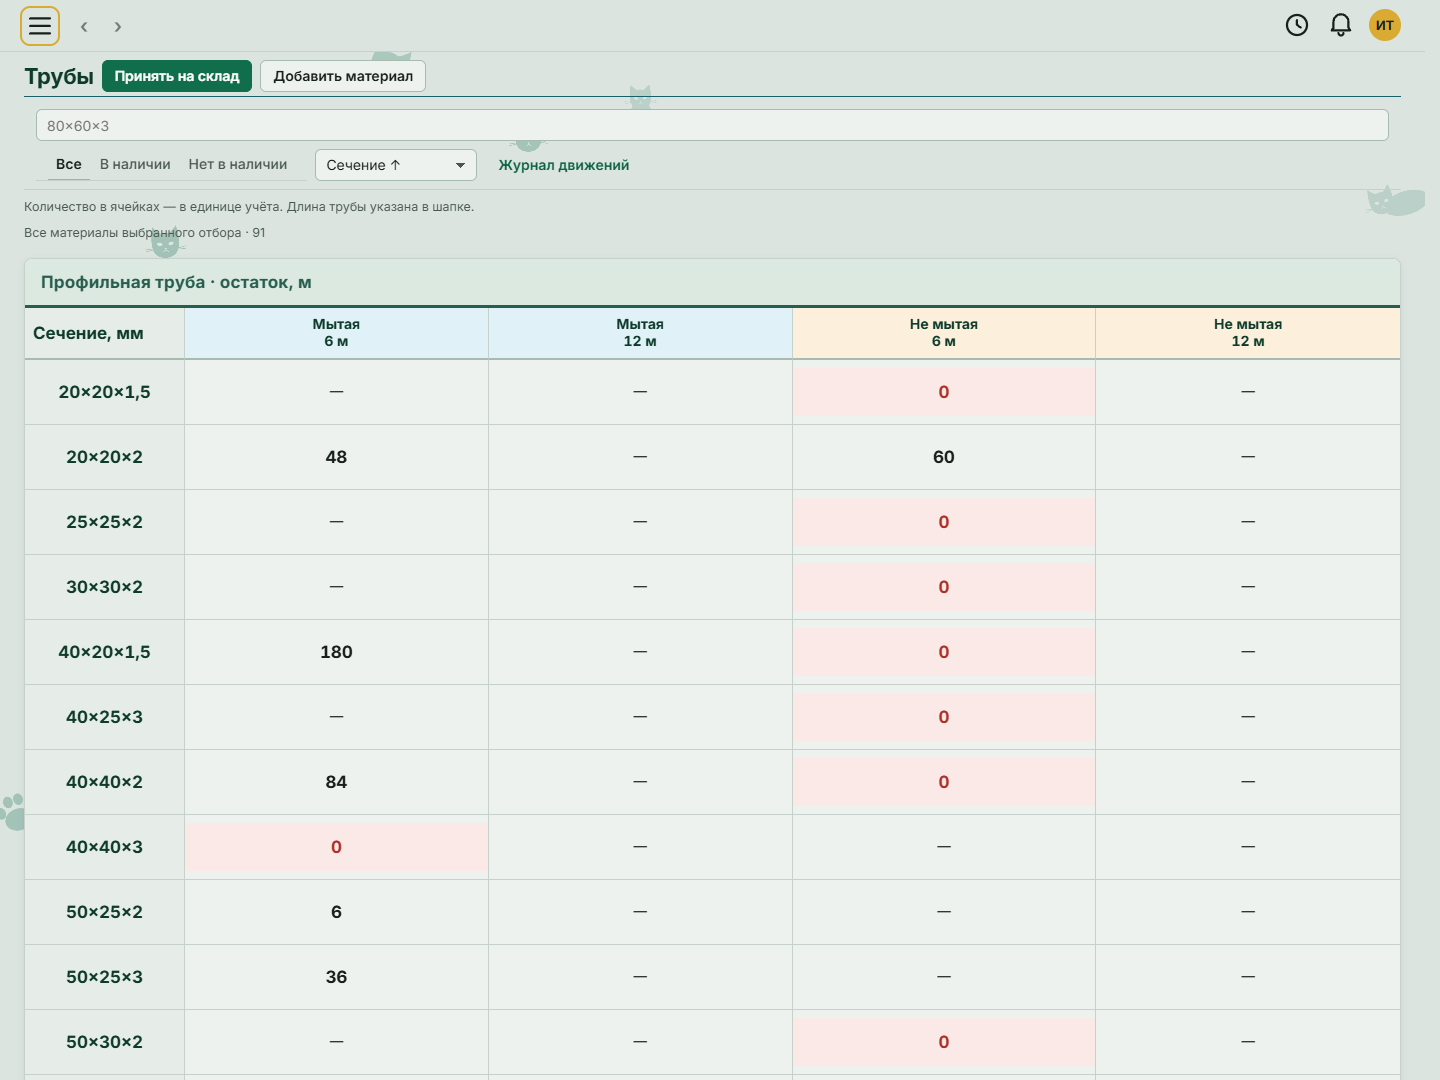 ИТ
Трубы Принять на склад Добавить материал
80×60×3
Все В наличии Нет в наличии Сечение ↑ Журнал движений
Количество в ячейках — в единице учёта. Длина трубы указана в шапке.
Все материалы выбранного отбора · 91
Профильная труба · остаток, м
Сечение, мм Мытая 6 м Мытая 12 м Не мытая 6 м Не мытая 12 м
20×20×1,5 — — 0 —
20×20×2 48 — 60 —
25×25×2 — — 0 —
30×30×2 — — 0 —
40×20×1,5 180 — 0 —
40×25×3 — — 0 —
40×40×2 84 — 0 —
40×40×3 0 — — —
50×25×2 6 — — —
50×25×3 36 — — —
50×30×2 — — 0 —